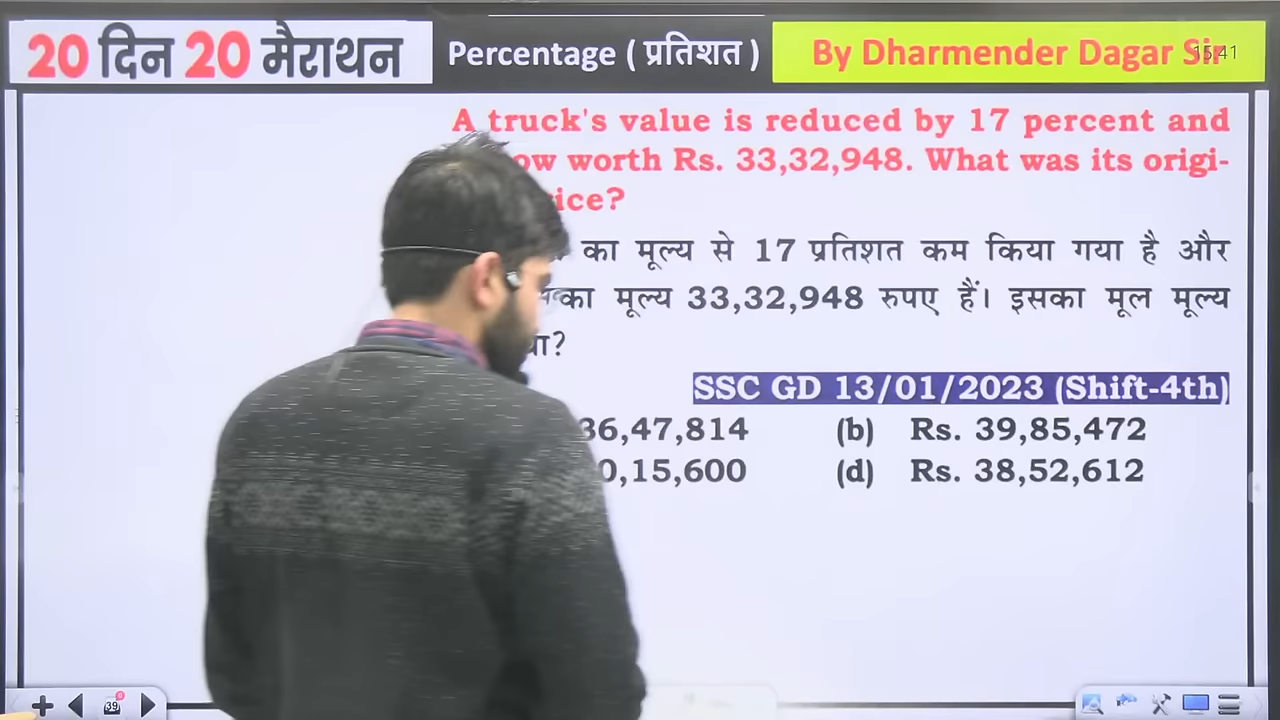 20 दिन 20 मैराथन
Percentage ( प्रतिशत )
By Dharmender Dagar Sir
15:41
A truck's value is reduced by 17 percent and
worth Rs. 33,32,948. What was its origi-
का मूल्य से 17 प्रतिशत कम किया गया है और
मूल्य 33,32,948 रुपए हैं। इसका मूल मूल्य
SSC GD 13/01/2023 (Shift-4th)
36,47,814 (b) Rs. 39,85,472
0,15,600 (d) Rs. 38,52,612
39